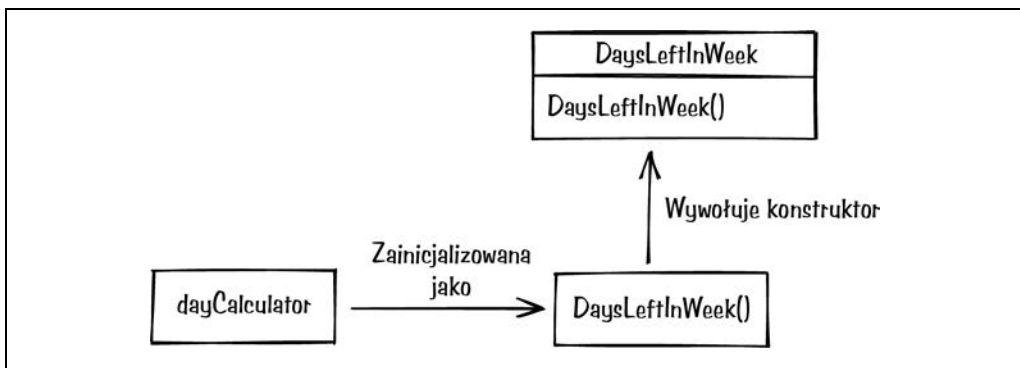 DaysLeftInWeek
DaysLeftInWeek()
Wywołuje konstruktor
Zainicjalizowana
jako
dayCalculator
DaysLeftInWeek()